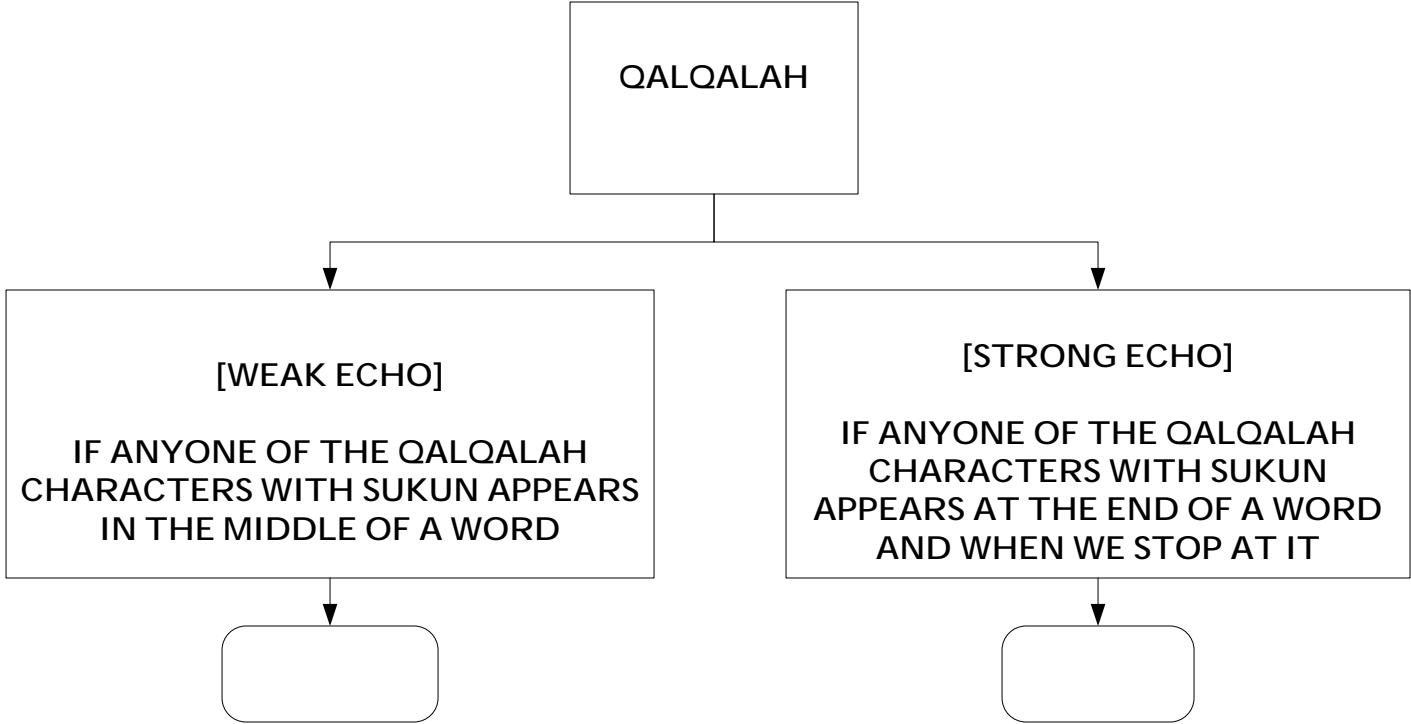 QALQALAH
[WEAK ECHO]
IF ANYONE OF THE QALQALAH
CHARACTERS WITH SUKUN APPEARS
IN THE MIDDLE OF A WORD
[STRONG ECHO]
IF ANYONE OF THE QALQALAH
CHARACTERS WITH SUKUN
APPEARS AT THE END OF A WORD
AND WHEN WE STOP AT IT